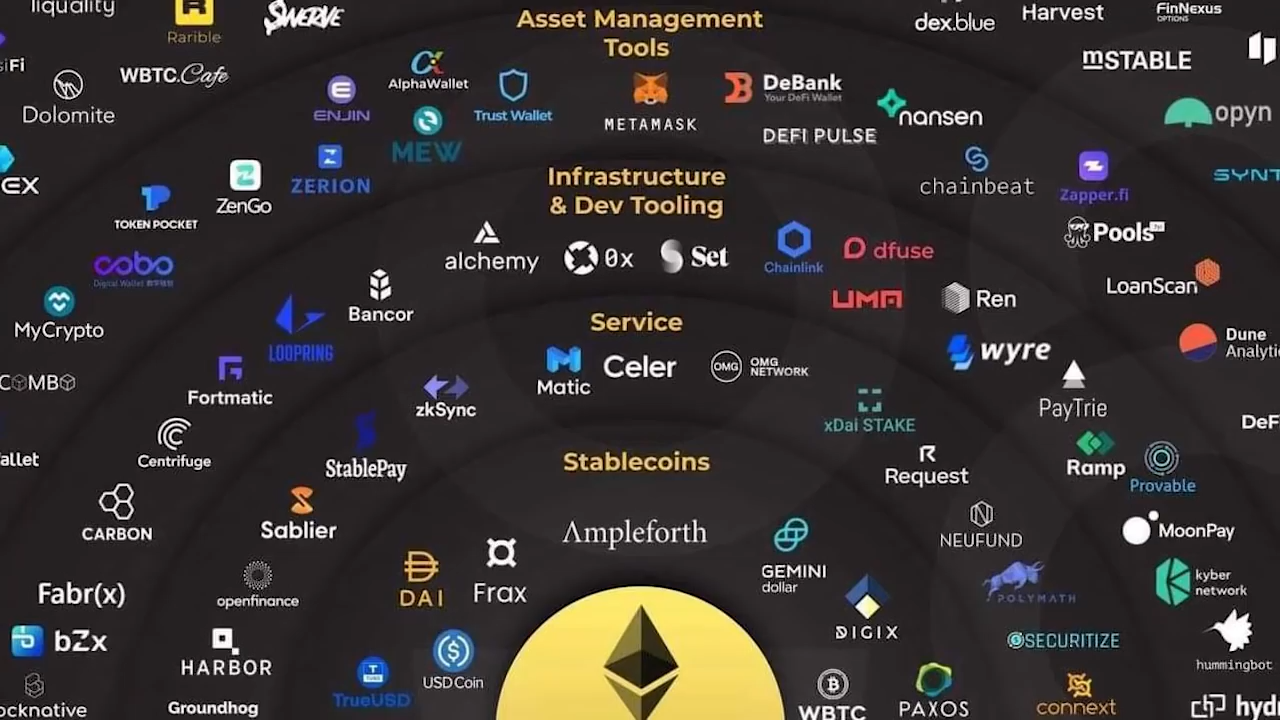 liquality
Rarible
SWERVE
Asset Management
Tools
dex.blue
Harvest
FinNexus
OPTIONS
WBTC.Cafe
Dolomite
ENJIN
AlphaWallet
MEW
Trust Wallet
METAMASK
DeBank
Your DeFi Wallet
DEFI PULSE
nansen
mSTABLE
opyn
EX
ZERION
ZenGo
TOKEN POCKET
Infrastructure
& Dev Tooling
chainbeat
Zapper.fi
SYNT
cobo
Digital Wallet
alchemy
0x
Set
Chainlink
dfuse
Pools
LoanScan
MyCrypto
Bancor
LOOPRING
UMA
Ren
Service
wyre
Dune
Analytic
COMBO
Fortmatic
zkSync
Matic
Celer
OMG
OMG
NETWORK
PayTrie
xDai STAKE
DeF
allet
Centrifuge
StablePay
Stablecoins
Request
Ramp
Provable
CARBON
Sablier
Ampleforth
GEMINI
dollar
NEUFUND
MoonPay
Fabr(x)
openfinance
DAI
Frax
DIGIX
POLYMATH
kyber
network
bZx
HARBOR
TrueUSD
USD Coin
SECURITIZE
hummingbot
ocknative
Groundhog
WBTC
PAXOS
connext
hyd